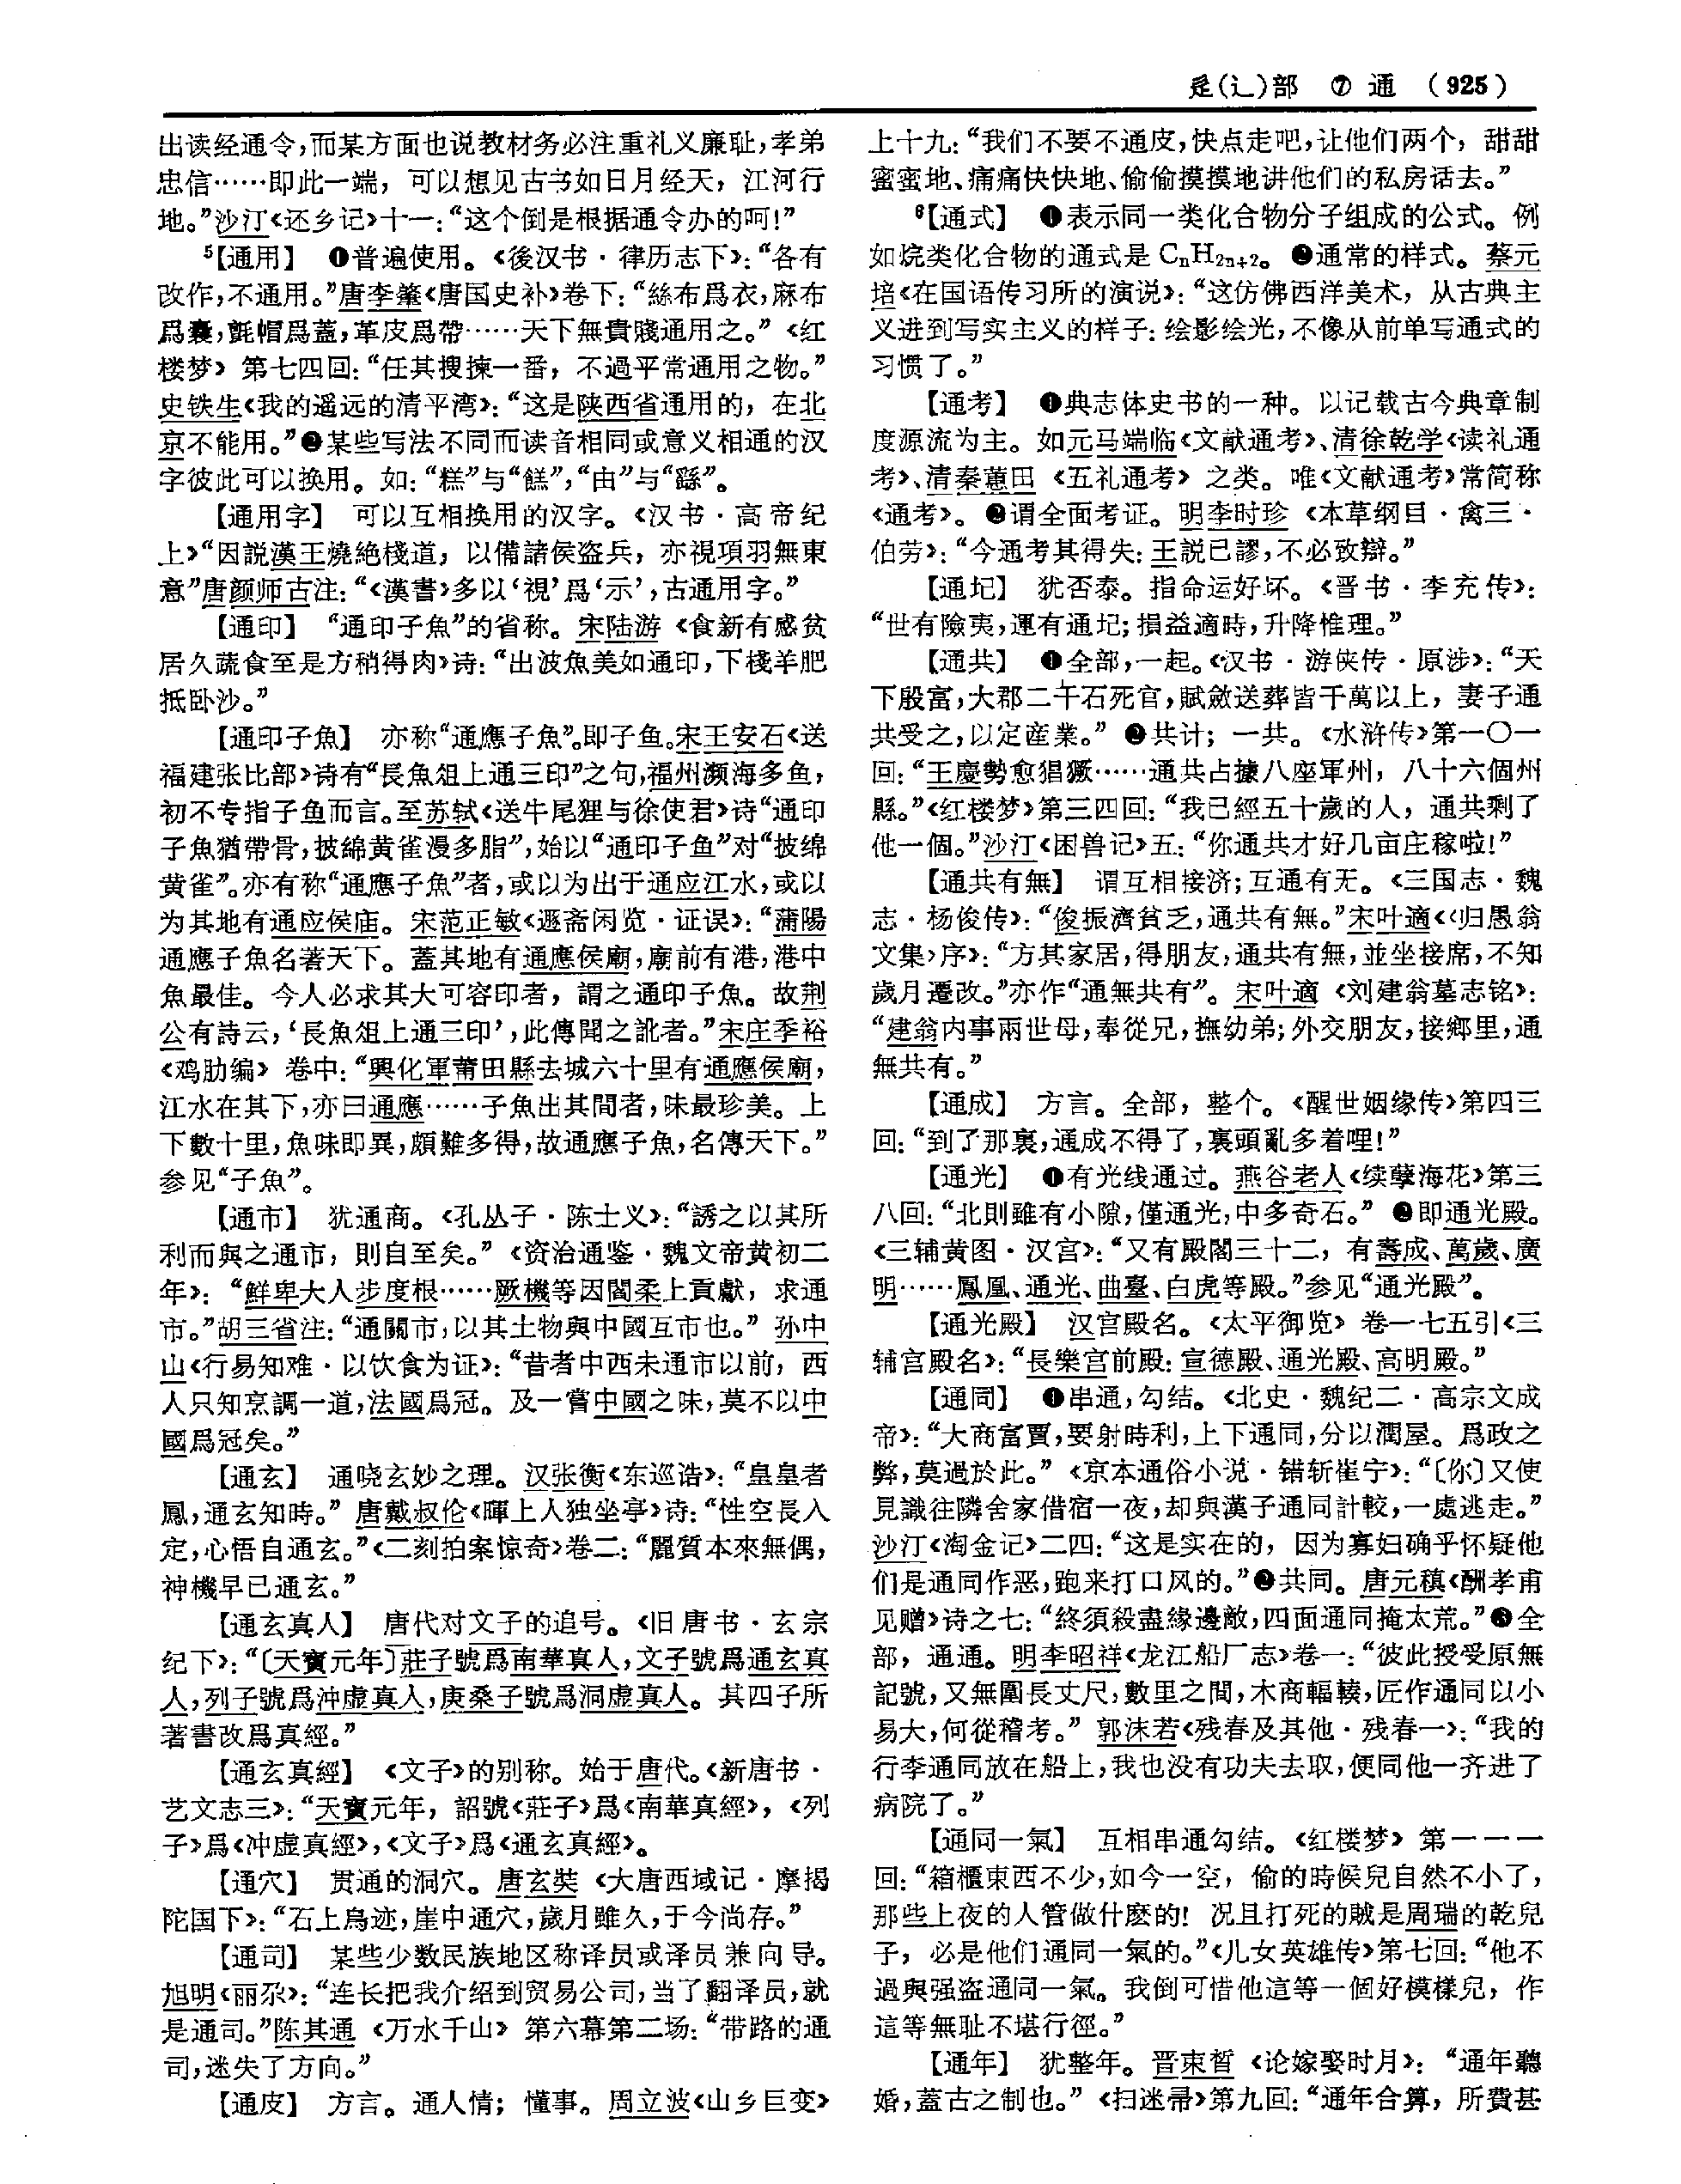 辵(辶)部 ⑦ 通 (925)
出读经通令,而某方面也说教材务必注重礼义廉耻,孝弟
忠信……即此一端，可以想见古书如日月经天，江河行
地。”沙汀《还乡记》十一：“这个倒是根据通令办的呵！”
5【通用】 ❶普遍使用。《後汉书·律历志下》：“各有
改作,不通用。”唐李肇《唐国史补》卷下：“絲布爲衣,麻布
爲囊,氈帽爲蓋,革皮爲帶……天下無貴賤通用之。”《红
楼梦》第七四回：“任其搜揀一番，不過平常通用之物。”
史铁生《我的遥远的清平湾》：“这是陕西省通用的，在北
京不能用。”❷某些写法不同而读音相同或意义相通的汉
字彼此可以换用。如：“糕”与“餻”,“由”与“繇”。
【通用字】 可以互相换用的汉字。《汉书·高帝纪
上》“因説漢王燒絶棧道，以備諸侯盗兵，亦視項羽無東
意”唐颜师古注：“《漢書》多以‘視’爲‘示’,古通用字。”
【通印】 “通印子魚”的省称。宋陆游《食新有感贫
居久蔬食至是方稍得肉》诗：“出波魚美如通印,下棧羊肥
抵卧沙。”
【通印子魚】 亦称“通應子魚”。即子鱼。宋王安石《送
福建张比部》诗有“長魚俎上通三印”之句,福州濒海多鱼，
初不专指子鱼而言。至苏轼《送牛尾狸与徐使君》诗“通印
子魚猶帶骨,披綿黄雀漫多脂”,始以“通印子鱼”对“披绵
黄雀”。亦有称“通應子魚”者,或以为出于通应江水,或以
为其地有通应侯庙。宋范正敏《遯斋闲览·证误》：“蒲陽
通應子魚名著天下。蓋其地有通應侯廟,廟前有港,港中
魚最佳。今人必求其大可容印者，謂之通印子魚。故荆
公有詩云,‘長魚俎上通三印’,此傳聞之訛者。”宋庄季裕
《鸡肋编》卷中：“興化軍莆田縣去城六十里有通應侯廟，
江水在其下,亦曰通應……子魚出其間者,味最珍美。上
下數十里,魚味即異,頗難多得,故通應子魚,名傳天下。”
参见“子魚”。
【通市】 犹通商。《孔丛子·陈士义》：“誘之以其所
利而與之通市，則自至矣。”《资治通鉴·魏文帝黄初二
年》：“鮮卑大人步度根……厥機等因閻柔上貢獻，求通
市。”胡三省注：“通關市,以其土物與中國互市也。”孙中
山《行易知难·以饮食为证》：“昔者中西未通市以前，西
人只知烹調一道,法國爲冠。及一嘗中國之味,莫不以中
國爲冠矣。”
【通玄】 通晓玄妙之理。汉张衡《东巡诰》：“皇皇者
鳳,通玄知時。”唐戴叔伦《暉上人独坐亭》诗：“性空長入
定,心悟自通玄。”《二刻拍案惊奇》卷二：“麗質本來無偶，
神機早已通玄。”
【通玄真人】 唐代对文子的追号。《旧唐书·玄宗
纪下》：“〔天寶元年〕莊子號爲南華真人,文子號爲通玄真
人,列子號爲沖虚真人,庚桑子號爲洞虚真人。其四子所
著書改爲真經。”
【通玄真經】 《文子》的别称。始于唐代。《新唐书·
艺文志三》：“天寶元年，詔號《莊子》爲《南華真經》，《列
子》爲《沖虚真經》,《文子》爲《通玄真經》。
【通穴】 贯通的洞穴。唐玄奘《大唐西域记·摩揭
陀国下》：“石上鳥迹,崖中通穴,歲月雖久,于今尚存。”
【通司】 某些少数民族地区称译员或译员兼向导。
旭明《丽尕》：“连长把我介绍到贸易公司,当了翻译员,就
是通司。”陈其通《万水千山》第六幕第二场：“带路的通
司,迷失了方向。”
【通皮】 方言。通人情；懂事。周立波《山乡巨变》
上十九：“我们不要不通皮,快点走吧,让他们两个，甜甜
蜜蜜地、痛痛快快地、偷偷摸摸地讲他们的私房话去。”
6【通式】 ❶表示同一类化合物分子组成的公式。例
如烷类化合物的通式是CnH2n+2。❷通常的样式。蔡元
培《在国语传习所的演说》：“这仿佛西洋美术，从古典主
义进到写实主义的样子：绘影绘光,不像从前单写通式的
习惯了。”
【通考】 ❶典志体史书的一种。以记载古今典章制
度源流为主。如元马端临《文献通考》、清徐乾学《读礼通
考》、清秦蕙田《五礼通考》之类。唯《文献通考》常简称
《通考》。❷谓全面考证。明李时珍《本草纲目·禽三·
伯劳》：“今通考其得失：王説已謬,不必致辯。”
【通圮】 犹否泰。指命运好坏。《晋书·李充传》：
“世有險夷,運有通圮；損益適時,升降惟理。”
【通共】 ❶全部,一起。《汉书·游侠传·原涉》：“天
下殷富,大郡二千石死官,賦斂送葬皆千萬以上，妻子通
共受之,以定産業。”❷共计；一共。《水浒传》第一〇一
回：“王慶勢愈猖獗……通共占據八座軍州，八十六個州
縣。”《红楼梦》第三四回：“我已經五十歲的人，通共剩了
他一個。”沙汀《困兽记》五：“你通共才好几亩庄稼啦！”
【通共有無】 谓互相接济；互通有无。《三国志·魏
志·杨俊传》：“俊振濟貧乏,通共有無。”宋叶適《〈归愚翁
文集〉序》：“方其家居,得朋友,通共有無,並坐接席,不知
歲月遷改。”亦作“通無共有”。宋叶適《刘建翁墓志铭》：
“建翁内事兩世母,奉從兄,撫幼弟；外交朋友,接鄉里,通
無共有。”
【通成】 方言。全部，整个。《醒世姻缘传》第四三
回：“到了那裏,通成不得了,裏頭亂多着哩！”
【通光】 ❶有光线通过。燕谷老人《续孽海花》第三
八回：“北則雖有小隙,僅通光,中多奇石。”❷即通光殿。
《三辅黄图·汉宫》：“又有殿閣三十二，有壽成、萬歲、廣
明……鳳凰、通光、曲臺、白虎等殿。”参见“通光殿”。
【通光殿】 汉宫殿名。《太平御览》卷一七五引《三
辅宫殿名》：“長樂宫前殿：宣德殿、通光殿、高明殿。”
【通同】 ❶串通,勾结。《北史·魏纪二·高宗文成
帝》：“大商富賈,要射時利,上下通同,分以潤屋。爲政之
弊,莫過於此。”《京本通俗小说·错斩崔宁》：“〔你〕又使
見識往隣舍家借宿一夜,却與漢子通同計較,一處逃走。”
沙汀《淘金记》二四：“这是实在的，因为寡妇确乎怀疑他
们是通同作恶,跑来打口风的。”❷共同。唐元稹《酬孝甫
见赠》诗之七：“終須殺盡緣邊敵,四面通同掩太荒。”❸全
部，通通。明李昭祥《龙江船厂志》卷一：“彼此授受原無
記號,又無圍長丈尺,數里之間,木商輻輳,匠作通同以小
易大,何從稽考。”郭沫若《残春及其他·残春一》：“我的
行李通同放在船上,我也没有功夫去取,便同他一齐进了
病院了。”
【通同一氣】 互相串通勾结。《红楼梦》第一一一
回：“箱櫃東西不少,如今一空，偷的時候兒自然不小了，
那些上夜的人管做什麽的！况且打死的賊是周瑞的乾兒
子，必是他们通同一氣的。”《儿女英雄传》第七回：“他不
過與强盗通同一氣。我倒可惜他這等一個好模樣兒，作
這等無耻不堪行徑。”
【通年】 犹整年。晋束晳《论嫁娶时月》：“通年聽
婚,蓋古之制也。”《扫迷帚》第九回：“通年合算，所費甚